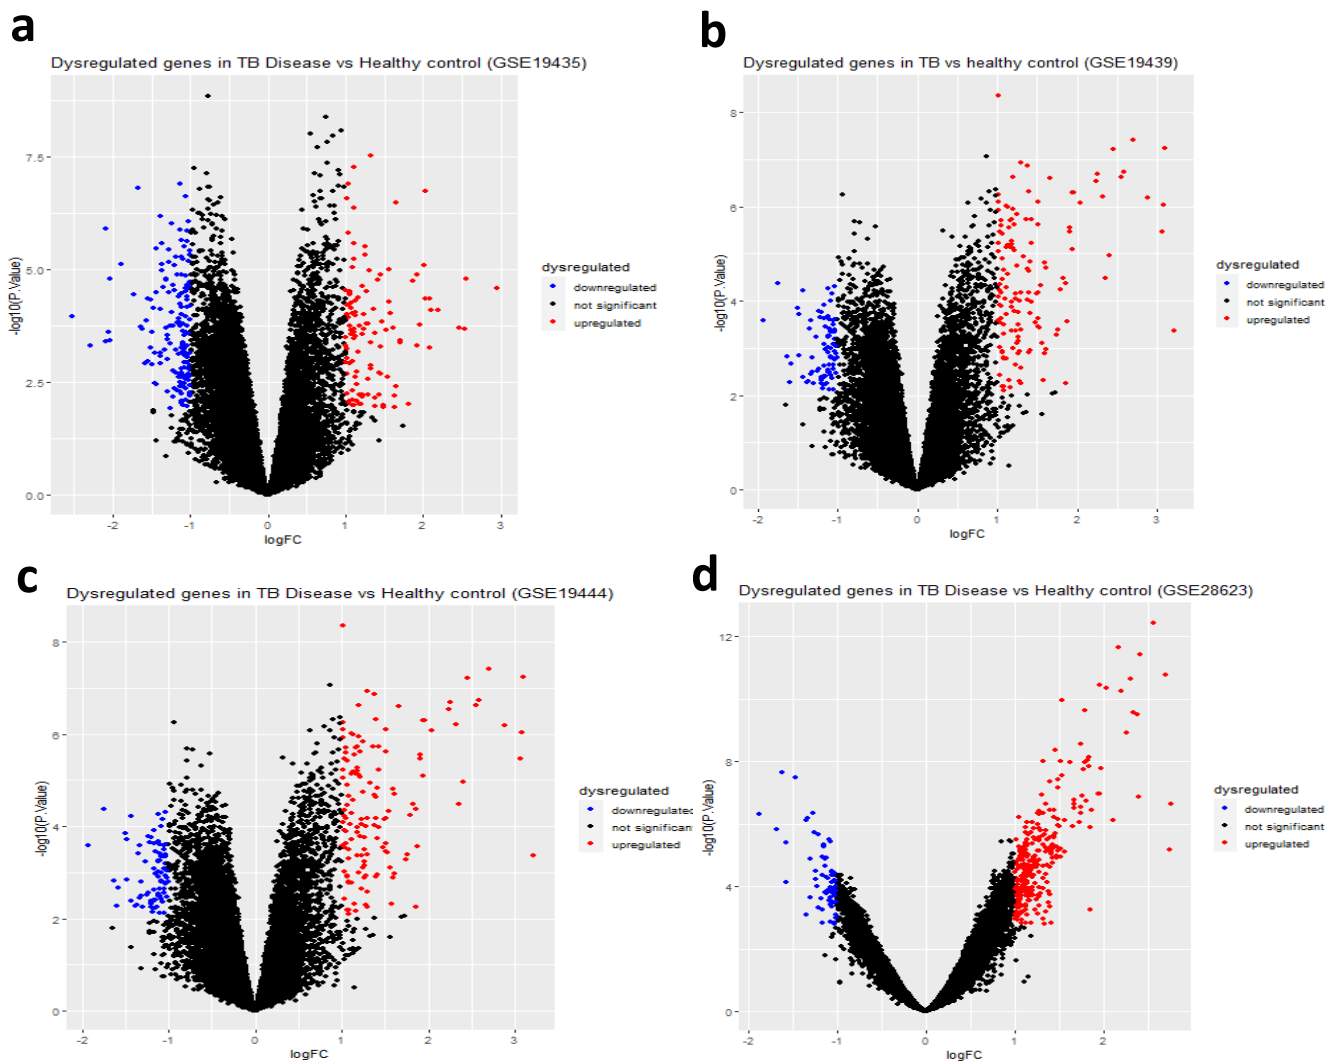 a
Dysregulated genes in TB Disease vs Healthy control (GSE19435)
-log10(P.Value)
7.5
5.0
2.5
0.0
-2
-1
0
1
2
3
logFC
dysregulated
downregulated
not significant
upregulated
b
Dysregulated genes in TB vs healthy control (GSE19439)
-log10(P.Value)
8
6
4
2
0
-2
-1
0
1
2
3
logFC
dysregulated
downregulated
not significant
upregulated
c
Dysregulated genes in TB Disease vs Healthy control (GSE19444)
-log10(P.Value)
8
6
4
2
0
-2
-1
0
1
2
3
logFC
dysregulated
downregulated
not significant
upregulated
d
Dysregulated genes in TB Disease vs Healthy control (GSE28623)
-log10(P.Value)
12
8
4
0
-2
-1
0
1
2
logFC
dysregulated
downregulated
not significant
upregulated